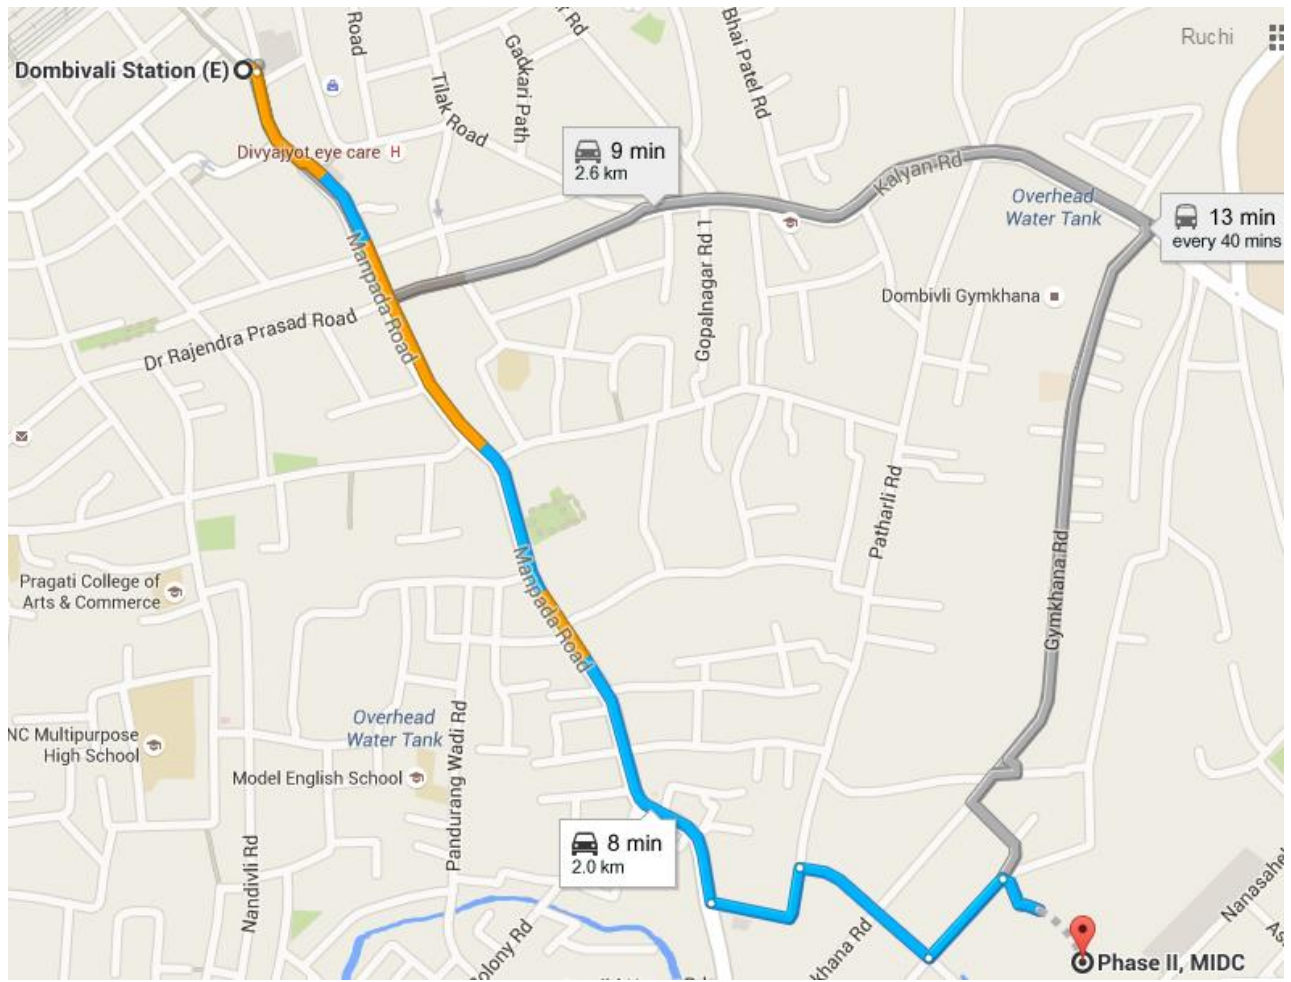 Road
r Rd
Bhai Patel Rd
Ruchi
Dombivali Station (E)
Gadkari Path
Tilak Road
Divyajyot eye care H
9 min
2.6 km
Kalyan Rd
Overhead
Water Tank
13 min
every 40 mins
Manpada Road
Gopalnagar Rd 1
Dombivli Gymkhana
Dr Rajendra Prasad Road
Patharli Rd
Gymkhana Rd
Manpada Road
Pragati College of
Arts & Commerce
Overhead
Water Tank
NC Multipurpose
High School
Model English School
Pandurang Wadi Rd
Nandivli Rd
8 min
2.0 km
Nanasahe
As
olony Rd
khana Rd
Phase II, MIDC